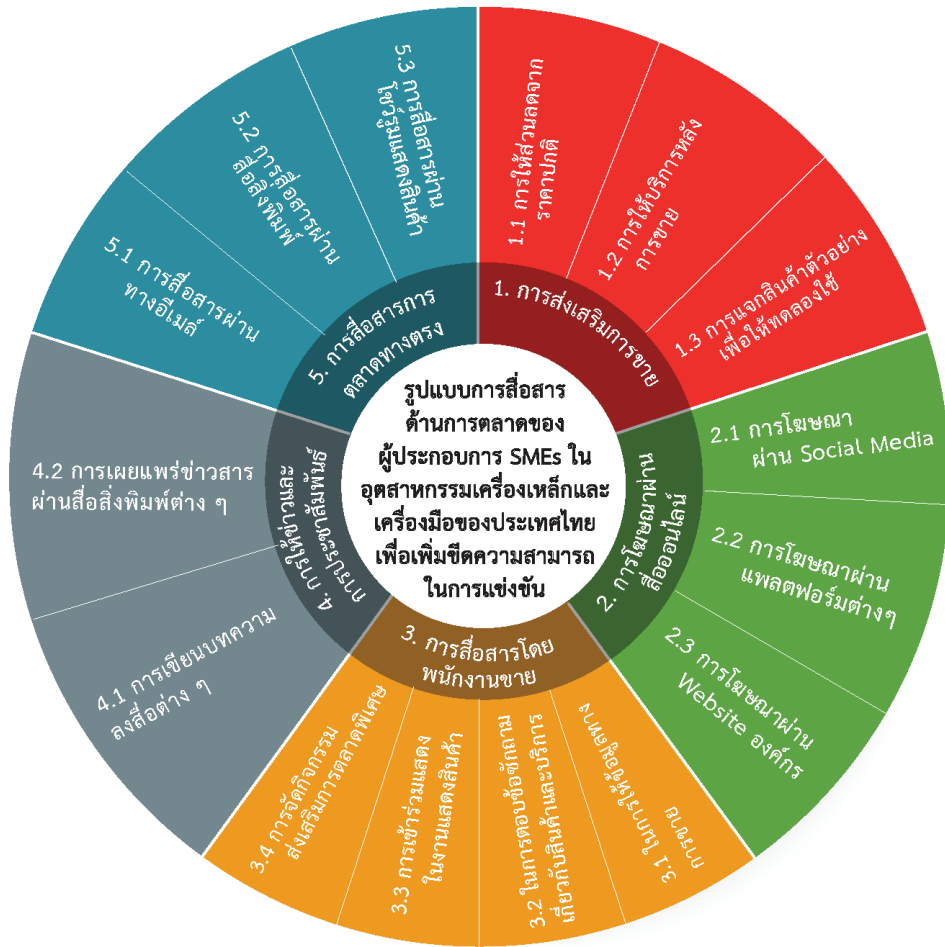 รูปแบบการสื่อสาร
ด้านการตลาดของ
ผู้ประกอบการ SMEs ใน
อุตสาหกรรมเครื่องเหล็กและ
เครื่องมือของประเทศไทย
เพื่อเพิ่มขีดความสามารถ
ในการแข่งขัน
1. การส่งเสริมการขาย
1.1 การให้ส่วนลดจาก
ราคาปกติ
1.2 การให้บริการหลัง
การขาย
1.3 การแจกสินค้าตัวอย่าง
เพื่อให้ทดลองใช้
2. การโฆษณาผ่าน
สื่อออนไลน์
2.1 การโฆษณา
ผ่าน Social Media
2.2 การโฆษณาผ่าน
แพลตฟอร์มต่างๆ
2.3 การโฆษณาผ่าน
Website องค์กร
3. การสื่อสารโดย
พนักงานขาย
3.1 ในการให้ข้อมูลทาง
การขาย
3.2 ในการตอบข้อซักถาม
เกี่ยวกับสินค้าและบริการ
3.3 การเข้าร่วมแสดง
ในงานแสดงสินค้า
3.4 การจัดกิจกรรม
ส่งเสริมการตลาดพิเศษ
4. การให้ข่าวและ
การประชาสัมพันธ์
4.1 การเขียนบทความ
ลงสื่อต่าง ๆ
4.2 การเผยแพร่ข่าวสาร
ผ่านสื่อสิ่งพิมพ์ต่าง ๆ
5. การสื่อสารการ
ตลาดทางตรง
5.1 การสื่อสารผ่าน
ทางอีเมล์
5.2 การสื่อสารผ่าน
สื่อสิ่งพิมพ์
5.3 การสื่อสารผ่าน
โชว์รูมแสดงสินค้า